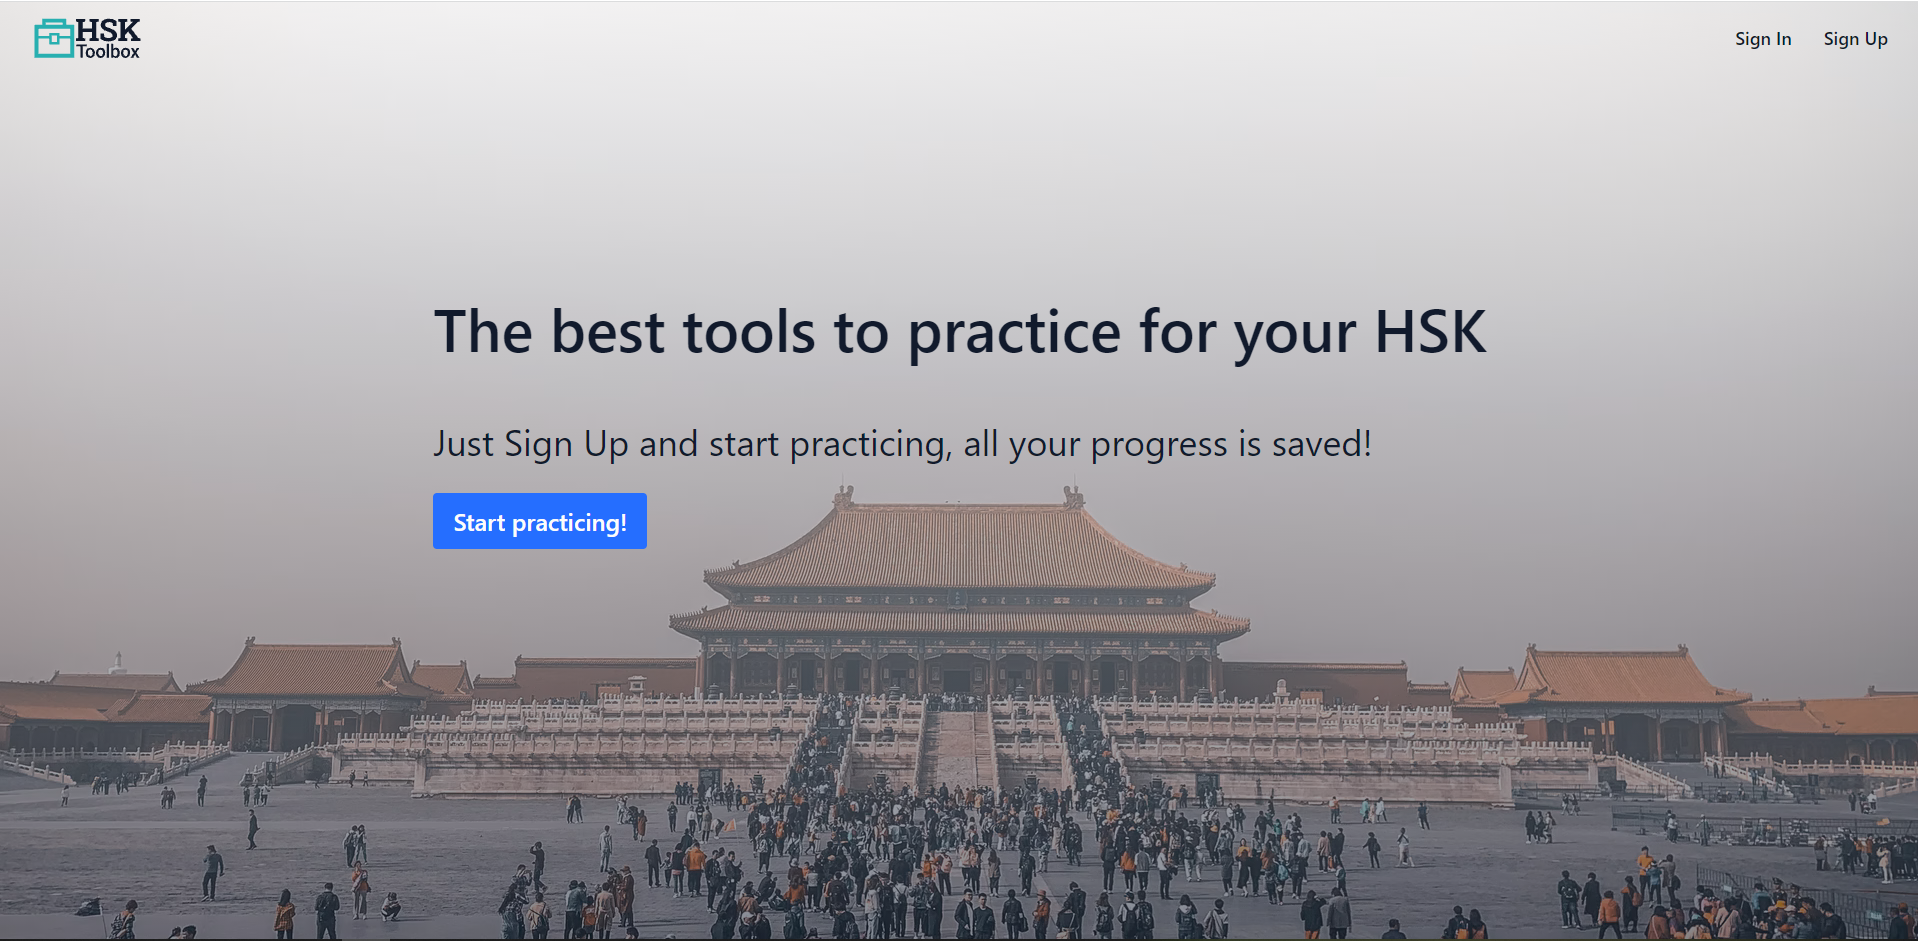 HSK
Toolbox
Sign In
Sign Up
The best tools to practice for your HSK
Just Sign Up and start practicing, all your progress is saved!
Start practicing!